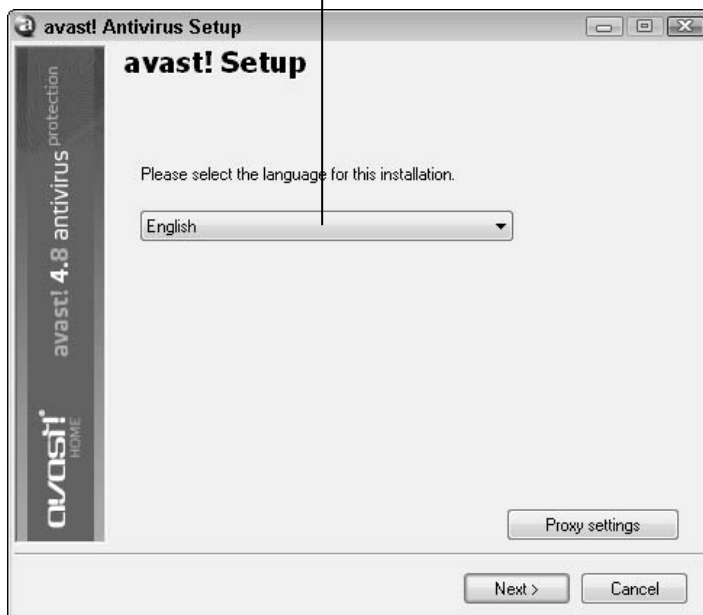 avast! Antivirus Setup
avast! Setup
avast! 4.8 antivirus protection
avast!
HOME
Please select the language for this installation.
English
Proxy settings
Next >
Cancel